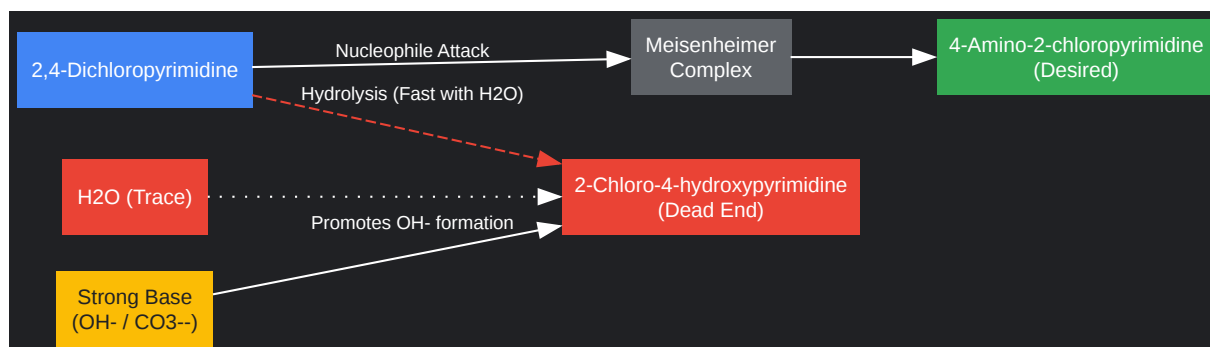 2,4-Dichloropyrimidine
Nucleophile Attack
Meisenheimer
Complex
4-Amino-2-chloropyrimidine
(Desired)
Hydrolysis (Fast with H2O)
H2O (Trace)
2-Chloro-4-hydroxypyrimidine
(Dead End)
Promotes OH- formation
Strong Base
(OH- / CO3--)